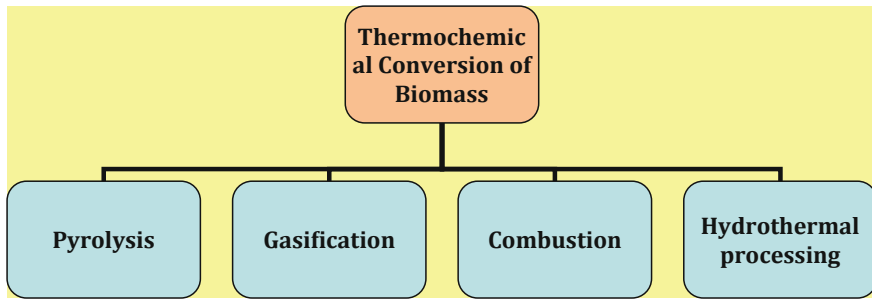 Thermochemic
al Conversion of
Biomass
Pyrolysis
Gasification
Combustion
Hydrothermal
processing